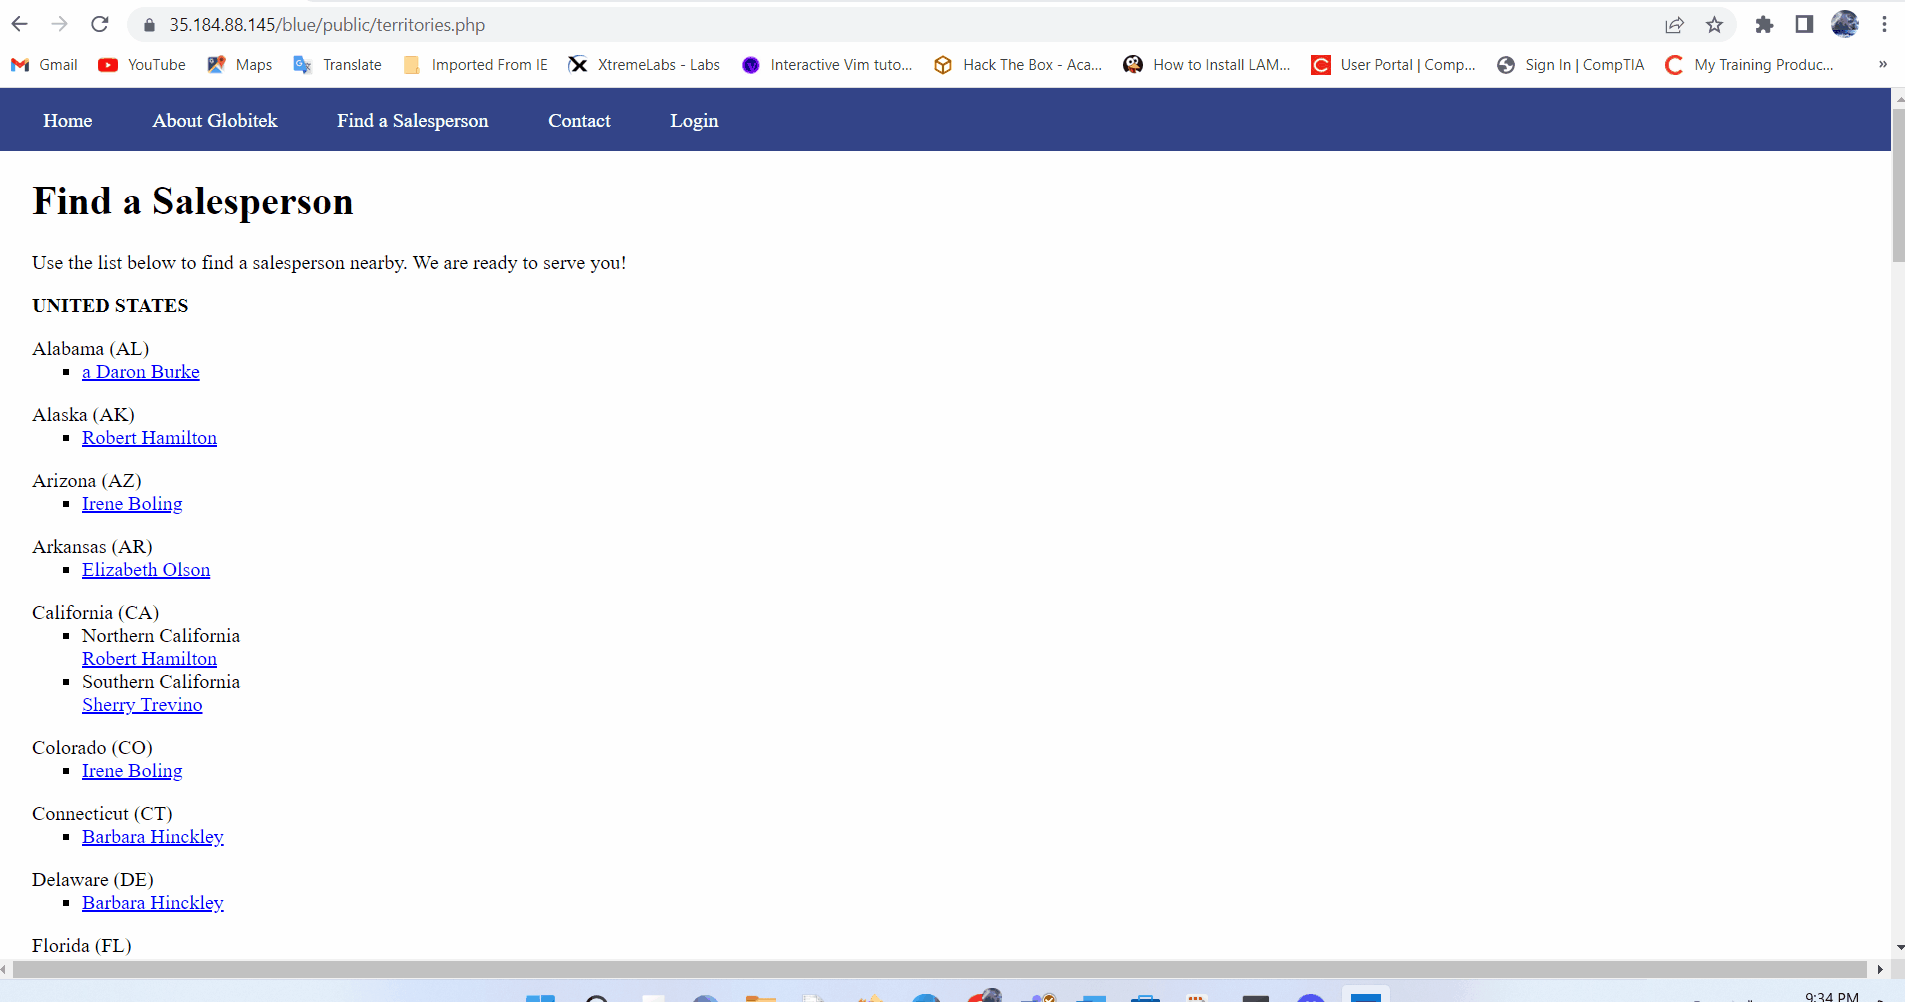 35.184.88.145/blue/public/territories.php
Gmail YouTube Maps Translate Imported From IE XtremeLabs - Labs Interactive Vim tuto... Hack The Box - Aca... How to Install LAM... User Portal | Comp... Sign In | CompTIA My Training Produc... »
Home About Globitek Find a Salesperson Contact Login
Find a Salesperson
Use the list below to find a salesperson nearby. We are ready to serve you!
UNITED STATES
Alabama (AL)
a Daron Burke
Alaska (AK)
Robert Hamilton
Arizona (AZ)
Irene Boling
Arkansas (AR)
Elizabeth Olson
California (CA)
Northern California
Robert Hamilton
Southern California
Sherry Trevino
Colorado (CO)
Irene Boling
Connecticut (CT)
Barbara Hinckley
Delaware (DE)
Barbara Hinckley
Florida (FL)
9:34 PM